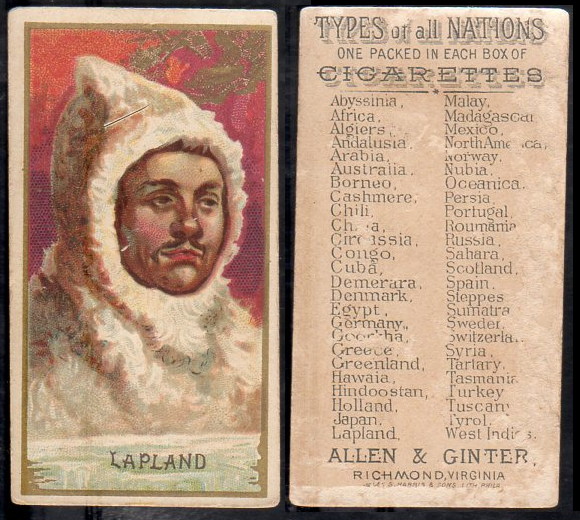 LAPLAND
TYPES of all NATIONS
ONE PACKED IN EACH BOX OF
CIGARETTES
Abyssinia,
Africa,
Algiers,
Andalusia,
Arabia,
Australia,
Borneo,
Cashmere,
Chili,
Circassia,
Congo,
Cuba,
Demerara,
Denmark,
Egypt,
Germany,
Greece,
Greenland,
Hawaia,
Hindoostan,
Holland,
Japan,
Lapland,
Malay,
Madagascar
Mexico,
North America,
Norway,
Nubia,
Oceanica,
Persia,
Portugal,
Roumania
Russia,
Sahara,
Scotland,
Spain,
Steppes
Sumatra
Sweden,
Switzerland,
Syria,
Tartary,
Tasmania
Turkey
Tuscan
Tyrol,
West Indies.
ALLEN & GINTER,
RICHMOND, VIRGINIA